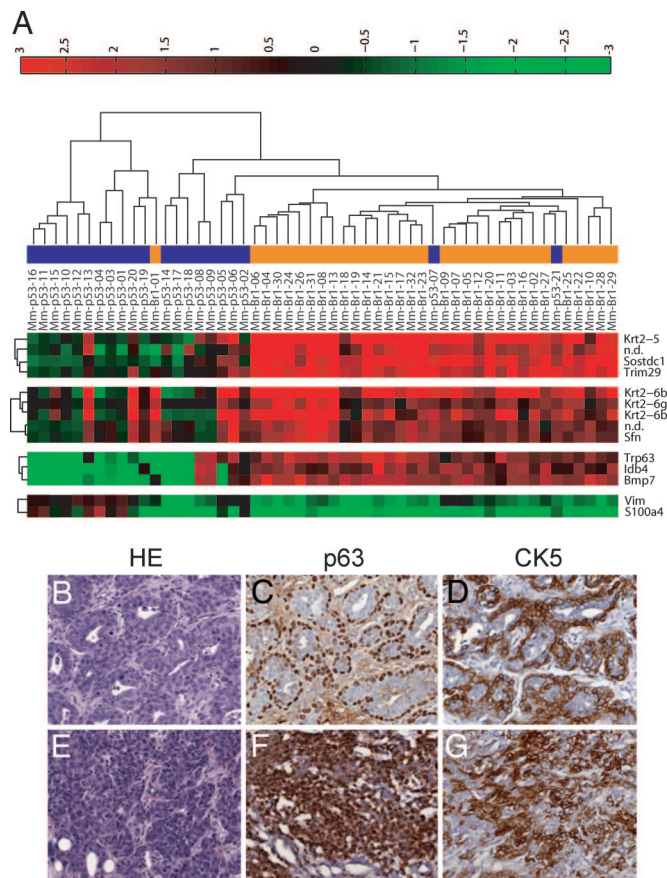 A
3
2.5
2
1.5
1
0.5
0
−0.5
−1
−1.5
−2
−2.5
−3
Mm-p53-16
Mm-p53-11
Mm-p53-15
Mm-p53-10
Mm-p53-12
Mm-p53-13
Mm-p53-04
Mm-p53-03
Mm-p53-01
Mm-p53-20
Mm-p53-19
Mm-Br1-01
Mm-p53-14
Mm-p53-17
Mm-p53-18
Mm-p53-08
Mm-p53-09
Mm-p53-05
Mm-p53-06
Mm-p53-02
Mm-Br1-06
Mm-Br1-04
Mm-Br1-30
Mm-Br1-24
Mm-Br1-26
Mm-Br1-31
Mm-Br1-08
Mm-Br1-13
Mm-Br1-18
Mm-Br1-19
Mm-Br1-14
Mm-Br1-21
Mm-Br1-15
Mm-Br1-17
Mm-Br1-32
Mm-Br1-23
Mm-p53-07
Mm-Br1-09
Mm-Br1-07
Mm-Br1-05
Mm-Br1-12
Mm-Br1-11
Mm-Br1-20
Mm-Br1-03
Mm-Br1-16
Mm-Br1-02
Mm-Br1-27
Mm-p53-21
Mm-Br1-25
Mm-Br1-22
Mm-Br1-10
Mm-Br1-28
Mm-Br1-29
Krt2-5
n.d.
Sostdc1
Trim29
Krt2-6b
Krt2-6g
Krt2-6b
n.d.
Sfn
Trp63
Idb4
Bmp7
Vim
S100a4
HE
p63
CK5
B
C
D
E
F
G